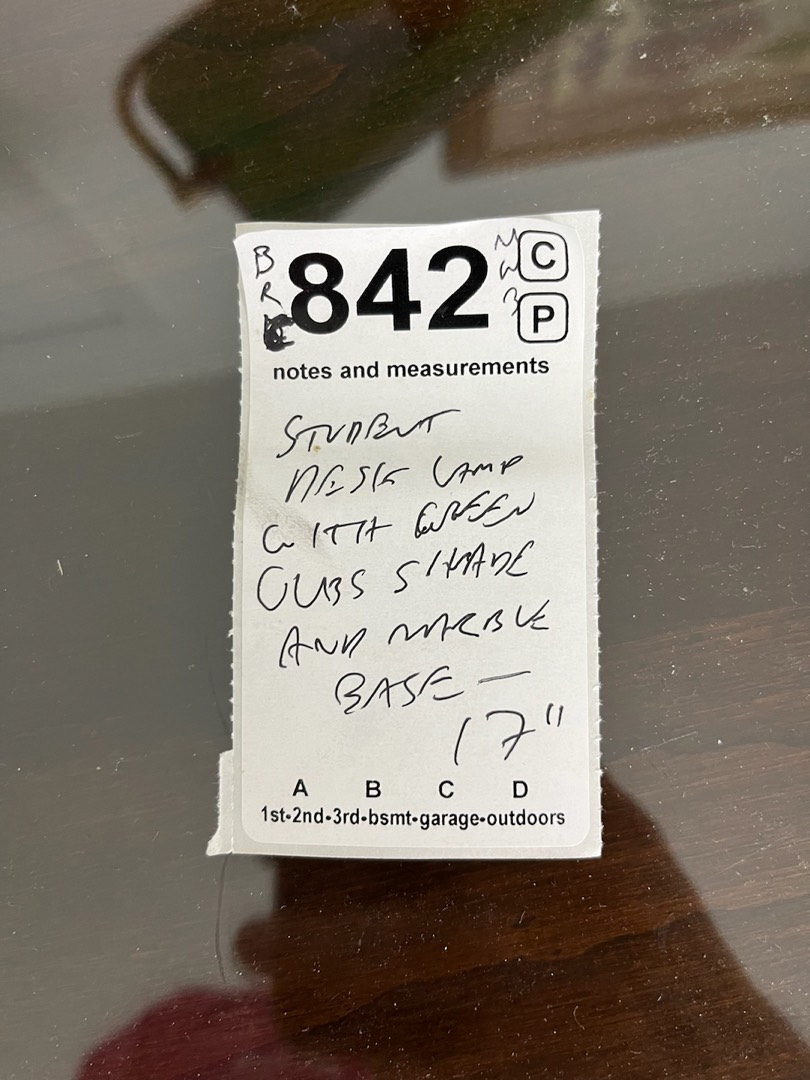 B
R
842
M
W
B
C
P
notes and measurements
STUDENT
DESK LAMP
WITH GREEN
CUBS SHADE
AND MARBLE
BASE —
17"
A B C D
1st•2nd•3rd•bsmt•garage•outdoors